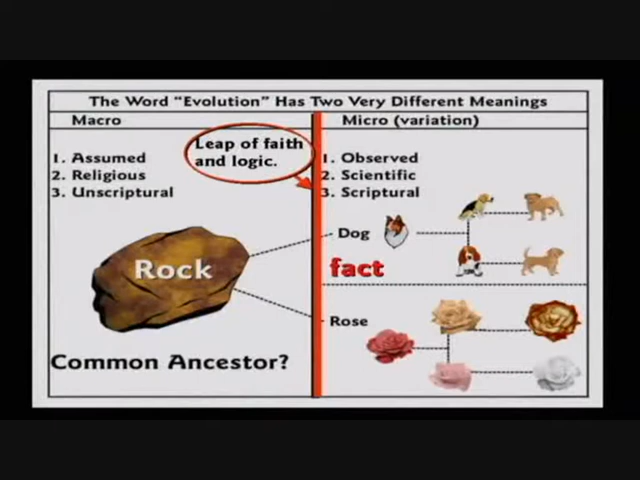 The Word “Evolution” Has Two Very Different Meanings
Macro
Micro (variation)
Leap of faith
and logic.
1. Assumed
2. Religious
3. Unscriptural
1. Observed
2. Scientific
3. Scriptural
Dog
Rock
fact
Rose
Common Ancestor?